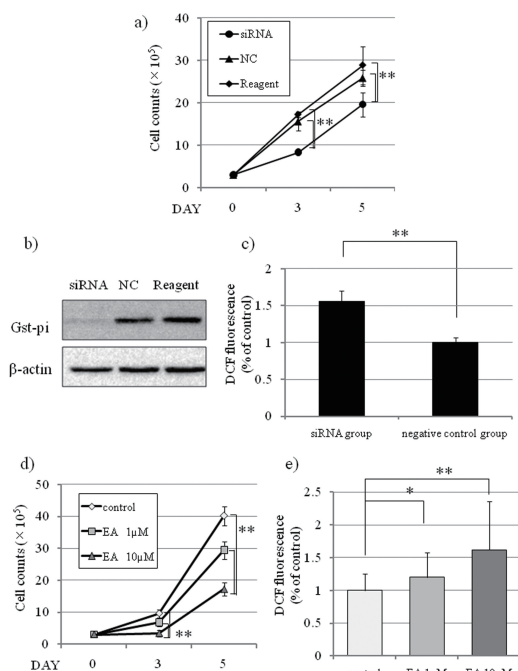 a)
Cell counts (×10⁵)
40
30
20
10
0
siRNA
NC
Reagent
**
**
DAY 0 3 5
b)
siRNA NC Reagent
Gst-pi
β-actin
c)
**
DCF fluorescence
(% of control)
2
1.5
1
0.5
0
siRNA group negative control group
d)
Cell counts (×10⁵)
50
40
30
20
10
0
control
EA 1µM
EA 10µM
**
**
DAY 0 3 5
e)
**
*
DCF fluorescence
(% of control)
2.5
2
1.5
1
0.5
0